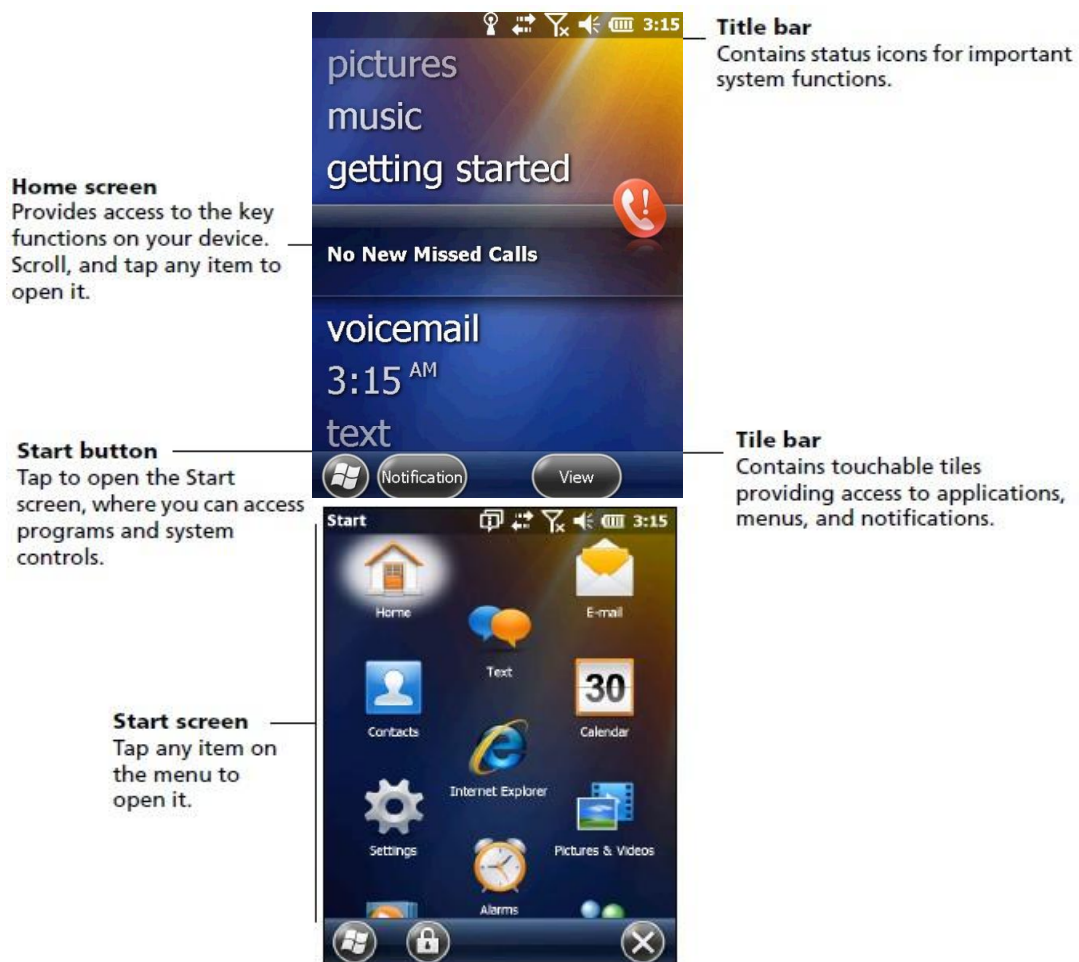 3:15
Title bar
Contains status icons for important
system functions.
pictures
music
getting started
Home screen
Provides access to the key
functions on your device.
Scroll, and tap any item to
open it.
No New Missed Calls
voicemail
3:15 AM
text
Start button
Tap to open the Start
screen, where you can access
programs and system
controls.
Notification
View
Tile bar
Contains touchable tiles
providing access to applications,
menus, and notifications.
Start
3:15
Home
E-mail
Text
30
Contacts
Calendar
Internet Explorer
Start screen
Tap any item on
the menu to
open it.
Settings
Pictures & Videos
Alarms